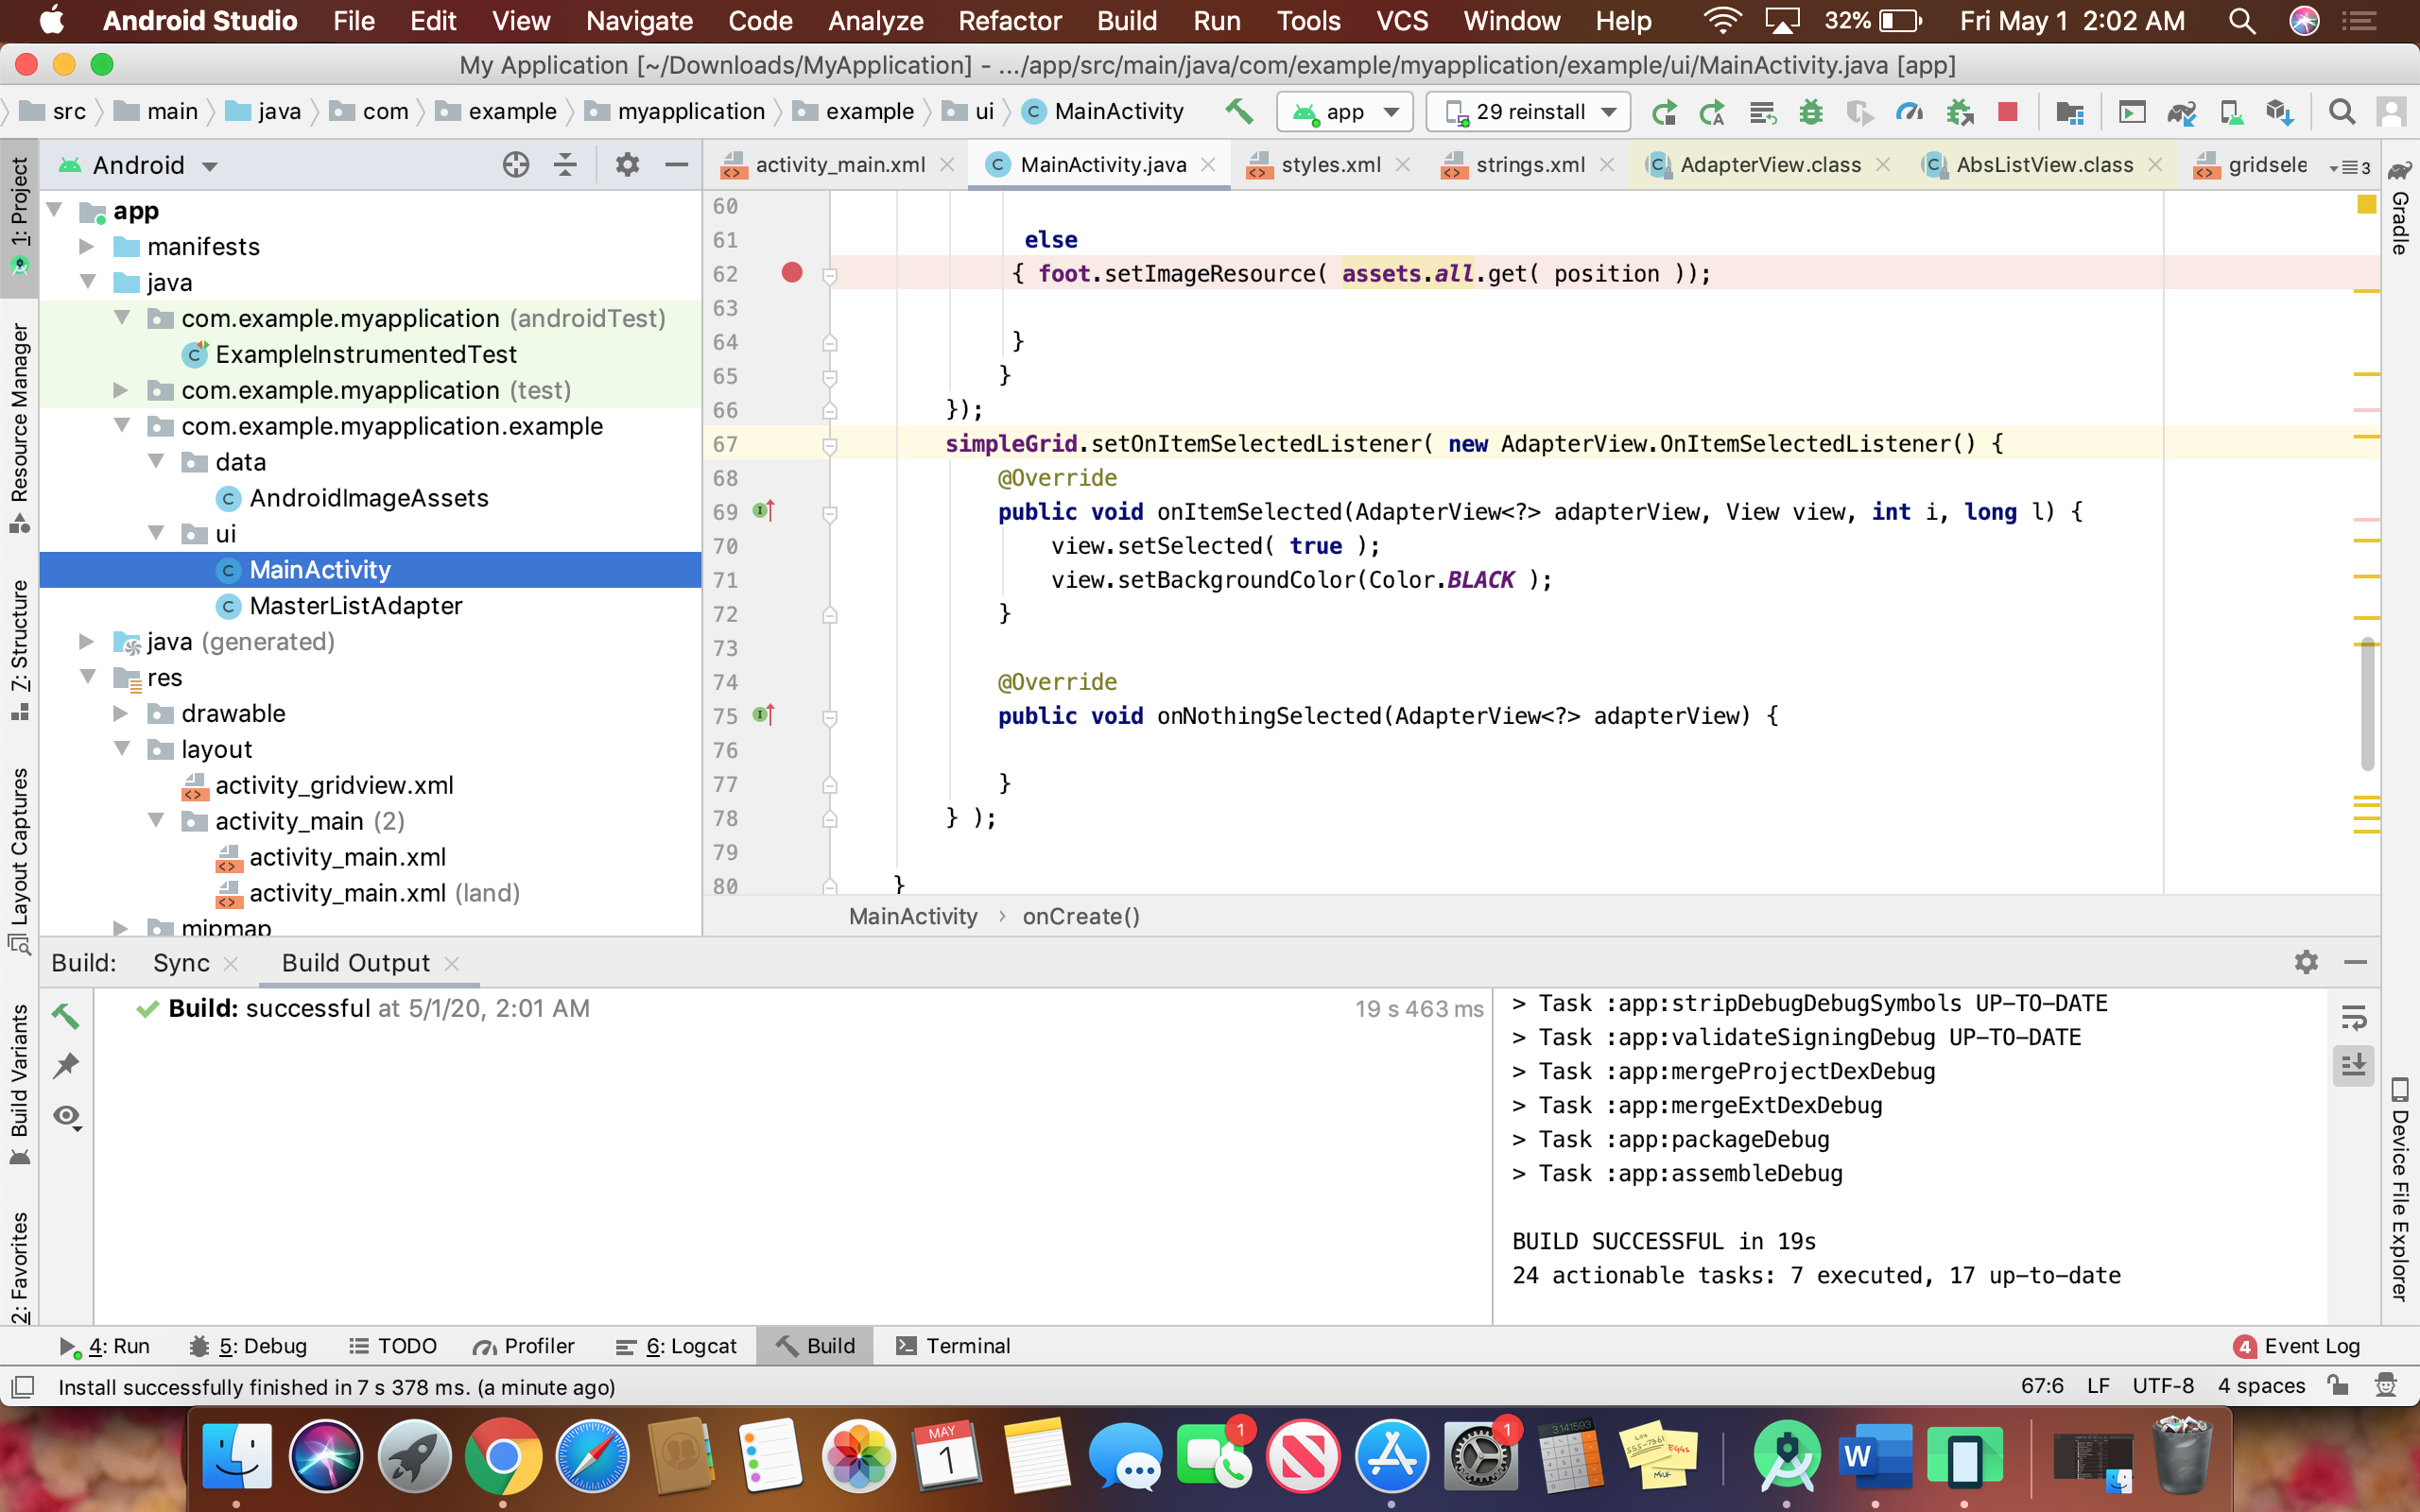 Android Studio File Edit View Navigate Code Analyze Refactor Build Run Tools VCS Window Help 32% Fri May 1 2:02 AM
My Application [~/Downloads/MyApplication] - .../app/src/main/java/com/example/myapplication/example/ui/MainActivity.java [app]
src main java com example myapplication example ui MainActivity app 29 reinstall
Android
activity_main.xml MainActivity.java styles.xml strings.xml AdapterView.class AbsListView.class gridsele 3
1: Project
Resource Manager
Z: Structure
Layout Captures
Build Variants
2: Favorites
app
manifests
java
com.example.myapplication (androidTest)
ExampleInstrumentedTest
com.example.myapplication (test)
com.example.myapplication.example
data
AndroidImageAssets
ui
MainActivity
MasterListAdapter
java (generated)
res
drawable
layout
activity_gridview.xml
activity_main (2)
activity_main.xml
activity_main.xml (land)
mipmap
60
61 else
62 { foot.setImageResource( assets.all.get( position ));
63
64 }
65 }
66 });
67 simpleGrid.setOnItemSelectedListener( new AdapterView.OnItemSelectedListener() {
68 @Override
69 public void onItemSelected(AdapterView<?> adapterView, View view, int i, long l) {
70 view.setSelected( true );
71 view.setBackgroundColor(Color.BLACK );
72 }
73
74 @Override
75 public void onNothingSelected(AdapterView<?> adapterView) {
76
77 }
78 } );
79
80 }
MainActivity › onCreate()
Gradle
Device File Explorer
Build: Sync Build Output
Build: successful at 5/1/20, 2:01 AM 19 s 463 ms
> Task :app:stripDebugDebugSymbols UP-TO-DATE
> Task :app:validateSigningDebug UP-TO-DATE
> Task :app:mergeProjectDexDebug
> Task :app:mergeExtDexDebug
> Task :app:packageDebug
> Task :app:assembleDebug
BUILD SUCCESSFUL in 19s
24 actionable tasks: 7 executed, 17 up-to-date
4: Run 5: Debug TODO Profiler 6: Logcat Build Terminal 4 Event Log
Install successfully finished in 7 s 378 ms. (a minute ago) 67:6 LF UTF-8 4 spaces
MAY
1
1
1
3.141593
EGGS
MILK
W